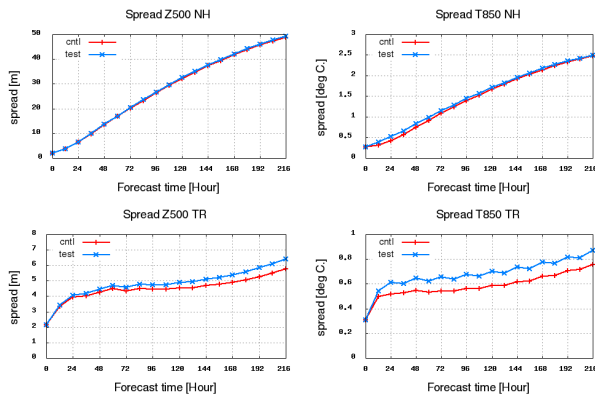 Spread Z500 NH
50
40
30
20
10
0
cntl
test
spread [m]
0 24 48 72 96 120 144 168 192 216
Forecast time [Hour]
Spread T850 NH
2,5
2
1,5
1
0,5
0
cntl
test
spread [deg C.]
0 24 48 72 96 120 144 168 192 216
Forecast time [Hour]
Spread Z500 TR
8
7
6
5
4
3
2
1
0
cntl
test
spread [m]
0 24 48 72 96 120 144 168 192 216
Forecast time [Hour]
Spread T850 TR
1
0,8
0,6
0,4
0,2
0
cntl
test
spread [deg C.]
0 24 48 72 96 120 144 168 192 216
Forecast time [Hour]